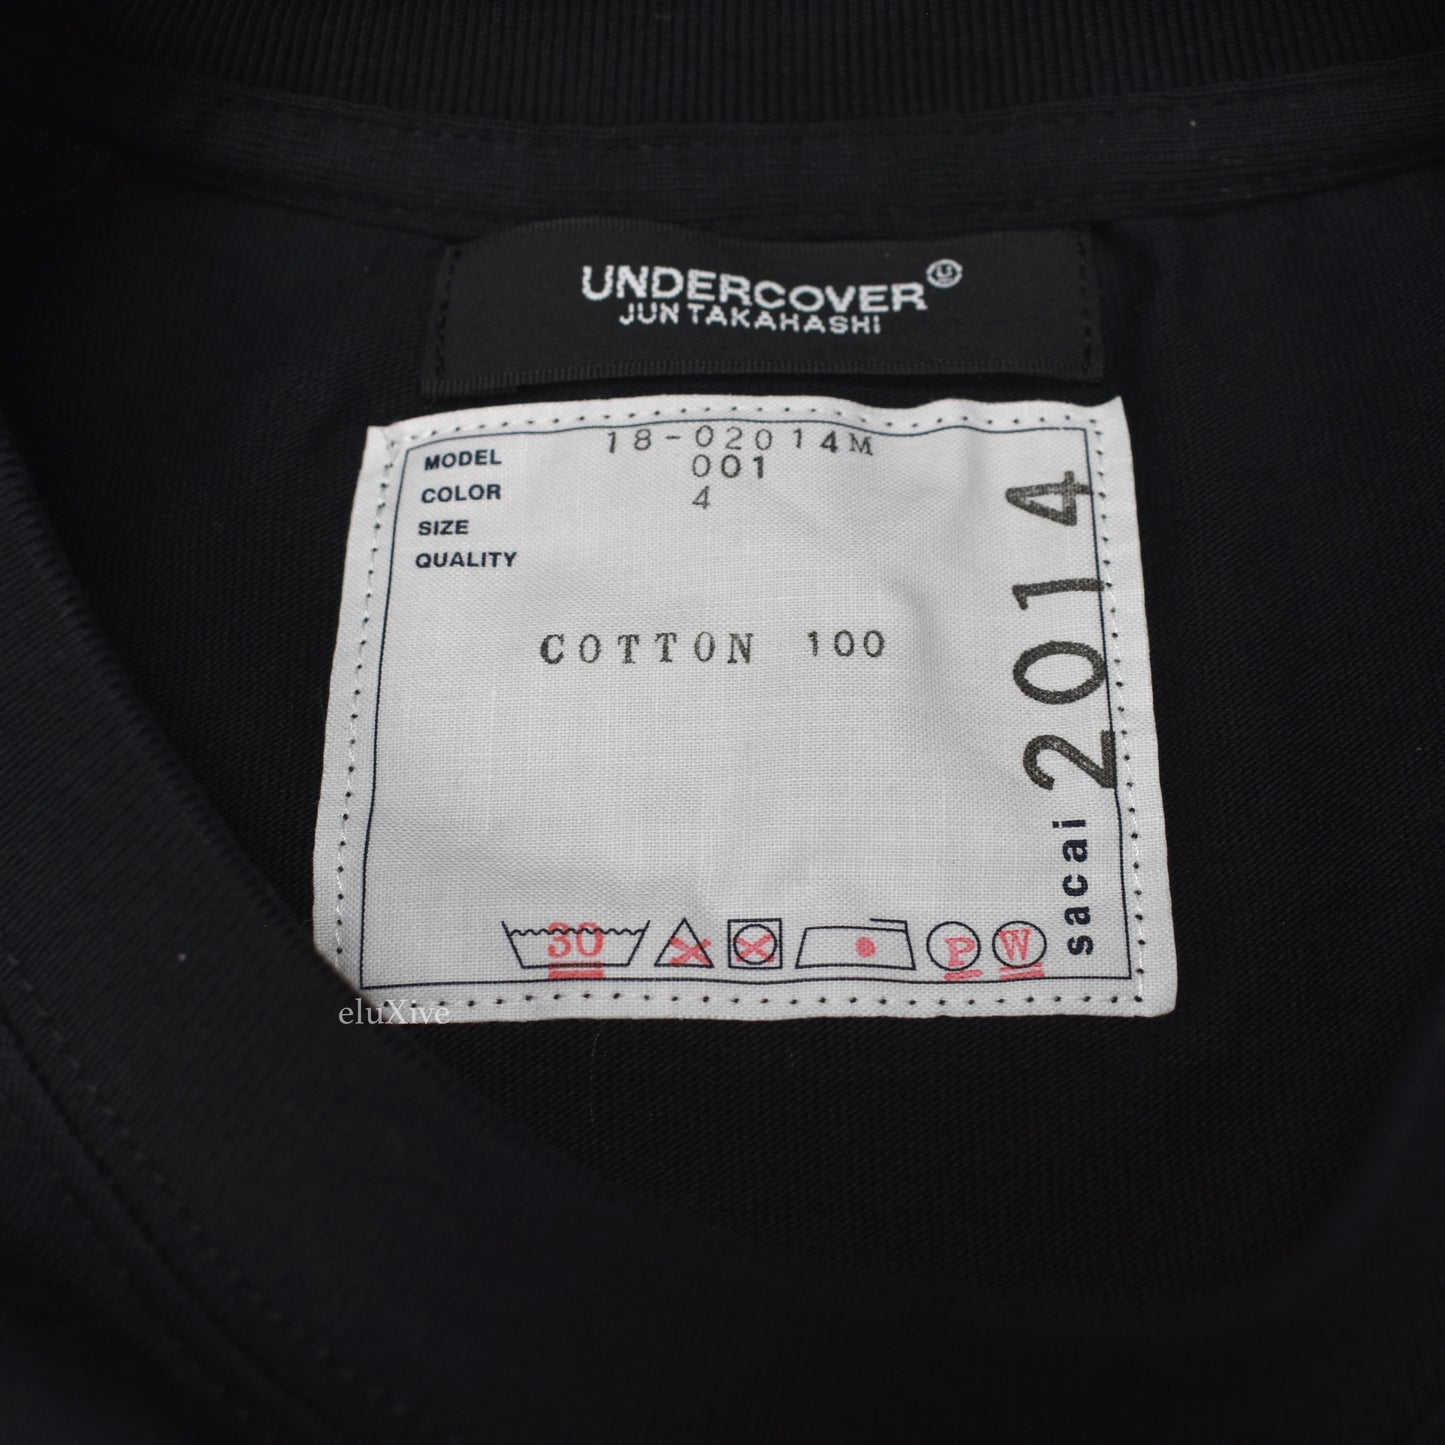 UNDERCOVER
JUN TAKAHASHI
MODEL 18-02014M
COLOR 001
SIZE 4
QUALITY
COTTON 100
sacai 2014
30
P W
eluXive